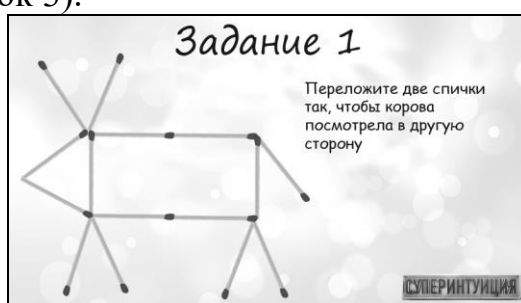 ок 3).
Задание 1
Переложите две спички
так, чтобы корова
посмотрела в другую
сторону
СУПЕРИНТУИЦИЯ